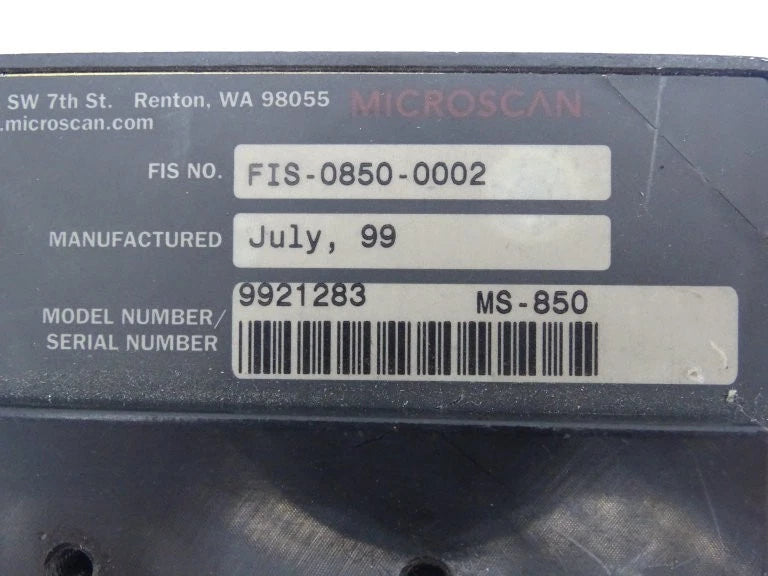 SW 7th St. Renton, WA 98055 MICROSCAN
.microscan.com
FIS NO. FIS-0850-0002
MANUFACTURED July, 99
9921283 MS-850
MODEL NUMBER/
SERIAL NUMBER